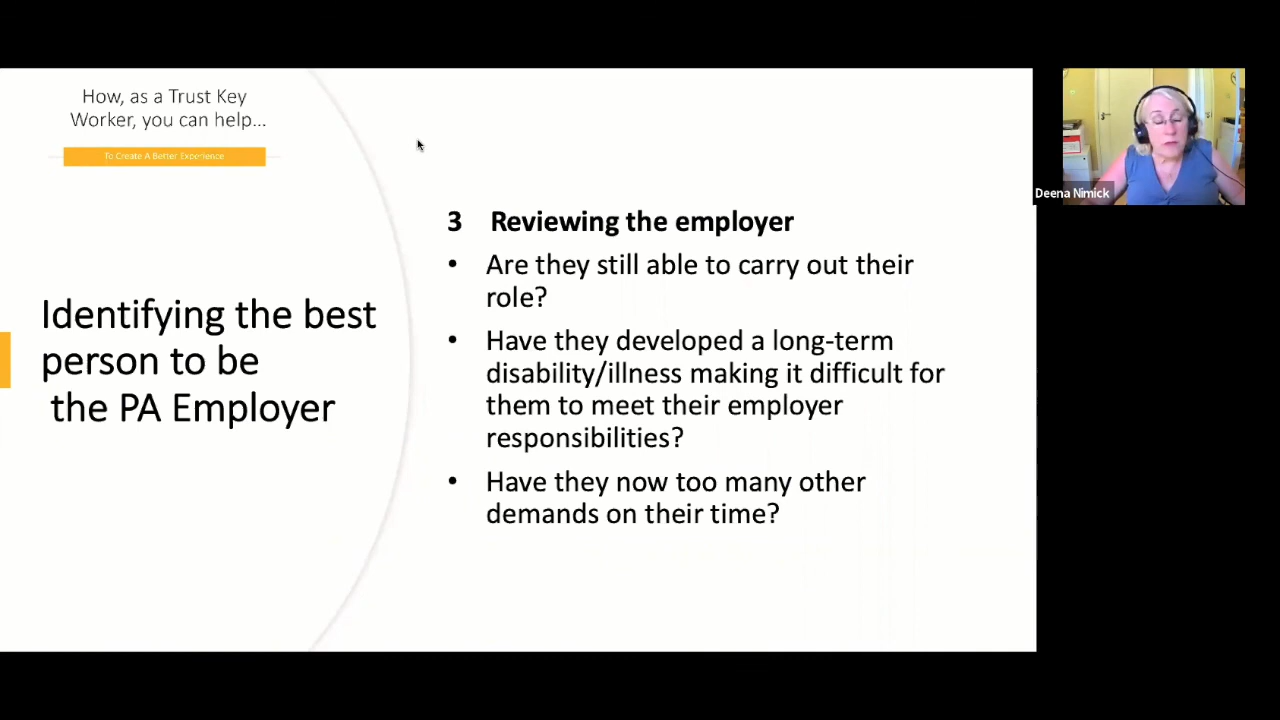 How, as a Trust Key
Worker, you can help...
To Create A Better Experience
Identifying the best
person to be
the PA Employer
3 Reviewing the employer
• Are they still able to carry out their
role?
• Have they developed a long-term
disability/illness making it difficult for
them to meet their employer
responsibilities?
• Have they now too many other
demands on their time?
Deena Nimick